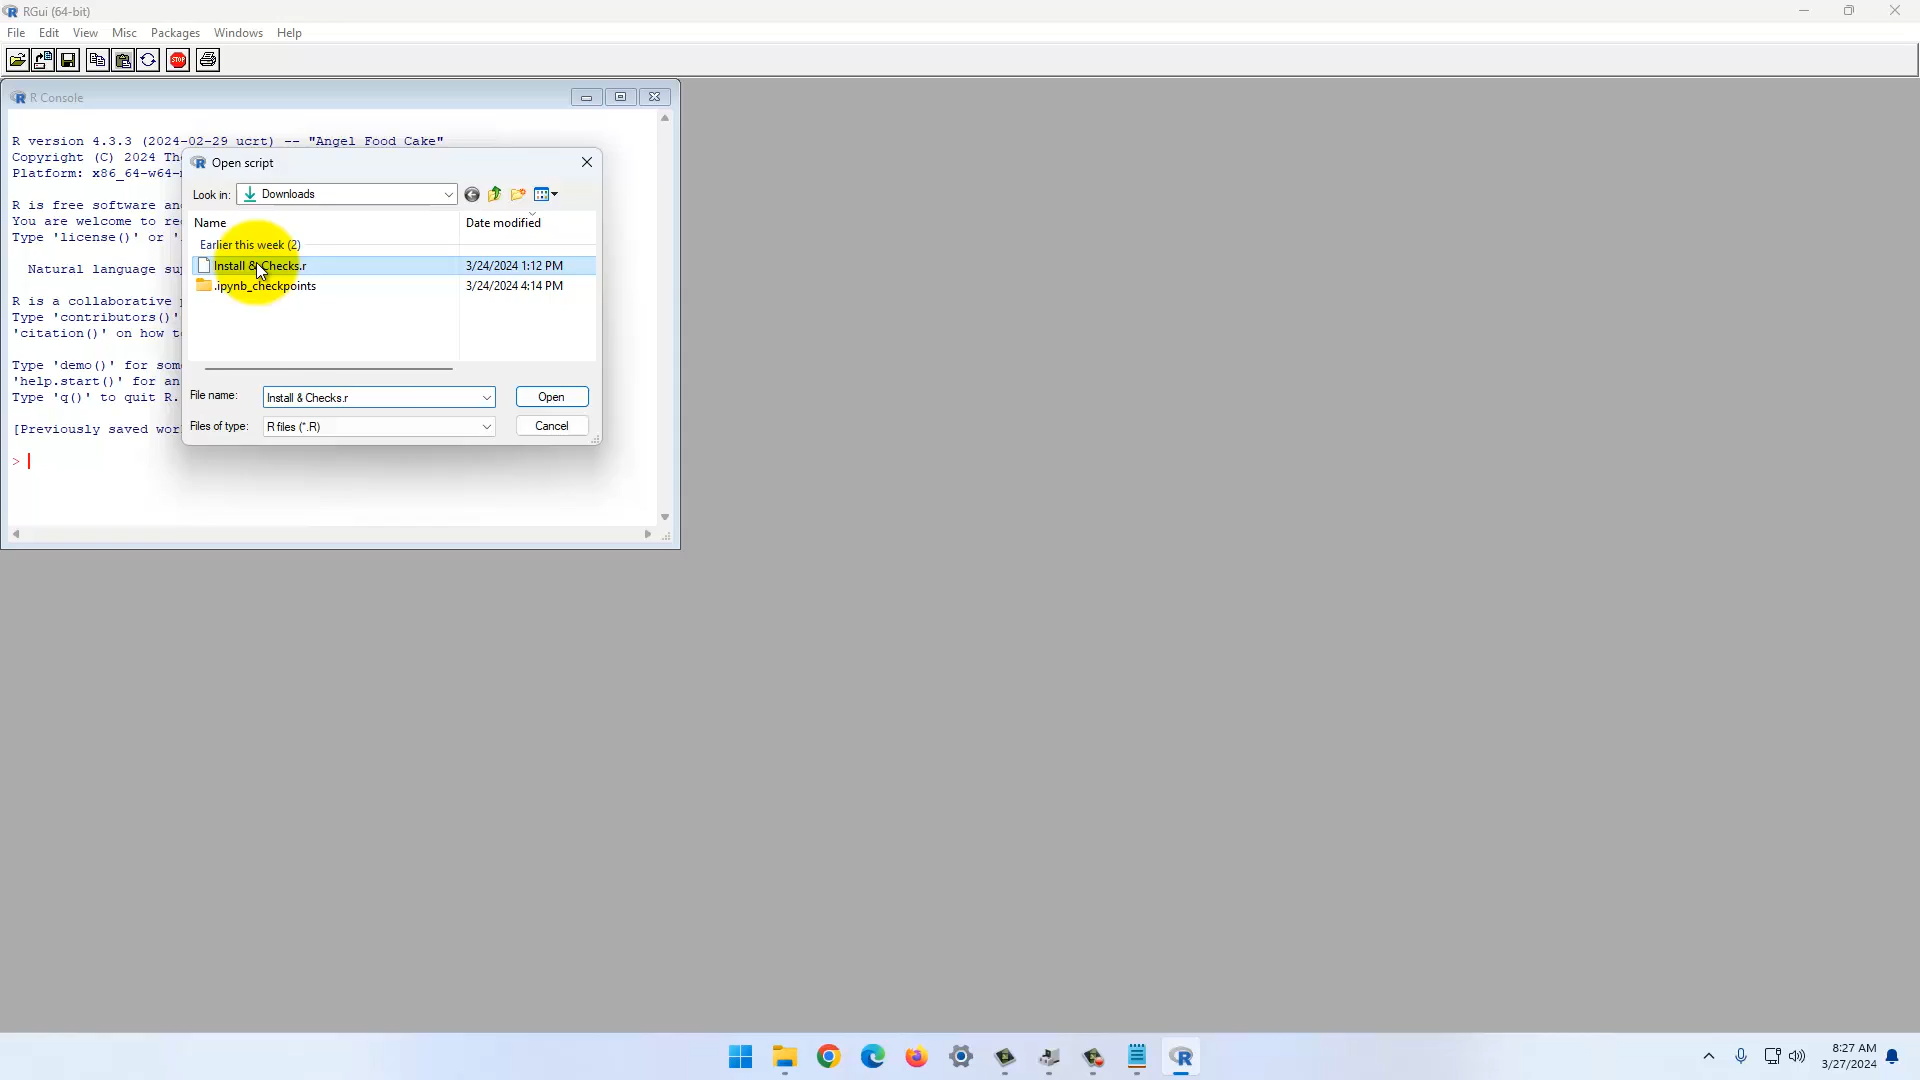 RGui (64-bit)
File Edit View Misc Packages Windows Help
STOP
R Console
R version 4.3.3 (2024-02-29 ucrt) -- "Angel Food Cake"
Copyright (C) 2024 Th
Platform: x86_64-w64-
R is free software an
You are welcome to re
Type 'license()' or '
Natural language su
R is a collaborative
Type 'contributors()'
'citation()' on how t
Type 'demo()' for som
'help.start()' for an
Type 'q()' to quit R.
[Previously saved wor
>
Open script
Look in: Downloads
Name Date modified
Earlier this week (2)
Install & Checks.r 3/24/2024 1:12 PM
.ipynb_checkpoints 3/24/2024 4:14 PM
File name: Install & Checks.r Open
Files of type: R files (*.R) Cancel
8:27 AM
3/27/2024